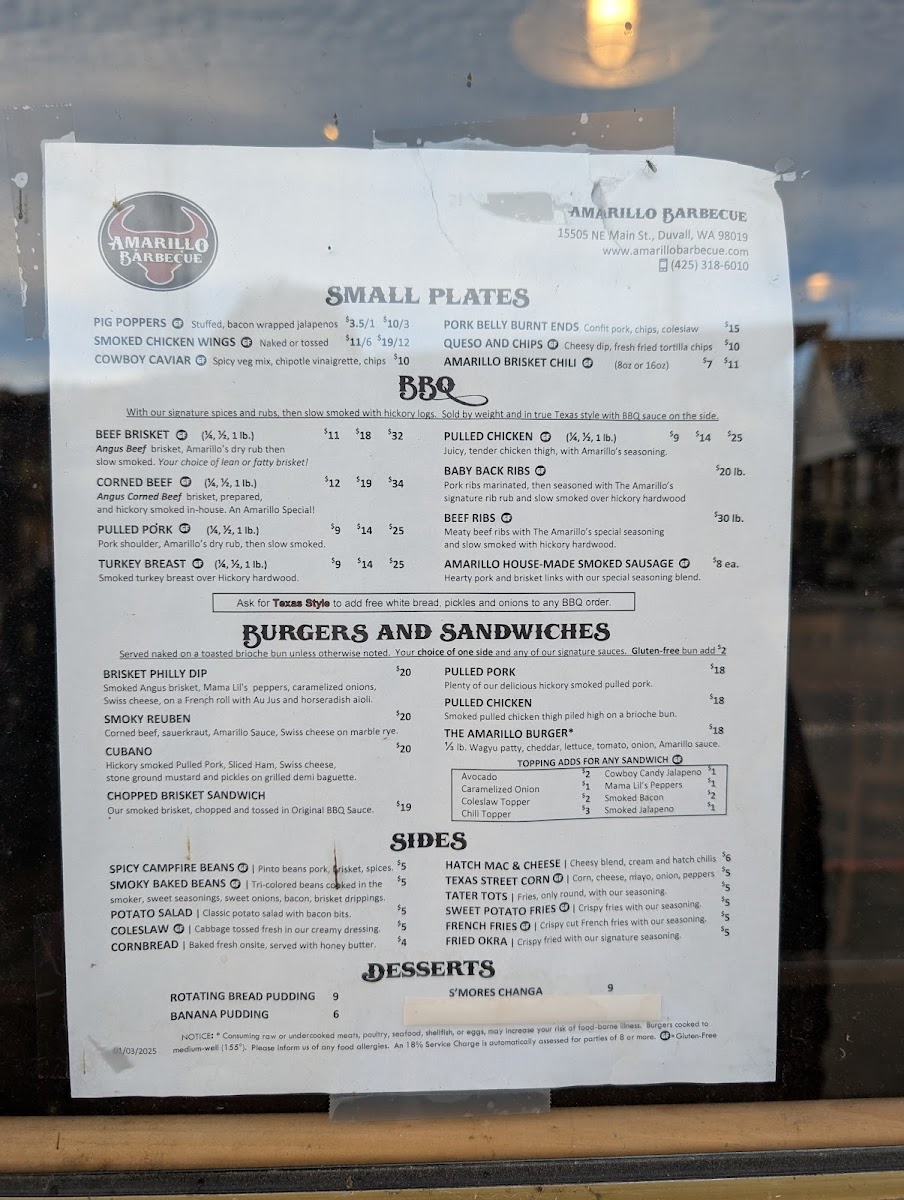 AMARILLO
BARBECUE
AMARILLO BARBECUE
15505 NE Main St., Duvall, WA 98019
www.amarillobarbecue.com
(425) 318-6010
SMALL PLATES
PIG POPPERS GF Stuffed, bacon wrapped jalapenos $3.5/1 $10/3
SMOKED CHICKEN WINGS GF Naked or tossed $11/6 $19/12
COWBOY CAVIAR GF Spicy veg mix, chipotle vinaigrette, chips $10
PORK BELLY BURNT ENDS Confit pork, chips, coleslaw $15
QUESO AND CHIPS GF Cheesy dip, fresh fried tortilla chips $10
AMARILLO BRISKET CHILI GF (8oz or 16oz) $7 $11
BBQ
With our signature spices and rubs, then slow smoked with hickory logs. Sold by weight and in true Texas style with BBQ sauce on the side.
BEEF BRISKET GF (¼, ½, 1 lb.) $11 $18 $32
Angus Beef brisket, Amarillo's dry rub then
slow smoked. Your choice of lean or fatty brisket!
CORNED BEEF GF (¼, ½, 1 lb.) $12 $19 $34
Angus Corned Beef brisket, prepared,
and hickory smoked in-house. An Amarillo Special!
PULLED PORK GF (¼, ½, 1 lb.) $9 $14 $25
Pork shoulder, Amarillo's dry rub, then slow smoked.
TURKEY BREAST GF (¼, ½, 1 lb.) $9 $14 $25
Smoked turkey breast over Hickory hardwood.
PULLED CHICKEN GF (¼, ½, 1 lb.) $9 $14 $25
Juicy, tender chicken thigh, with Amarillo's seasoning.
BABY BACK RIBS GF $20 lb.
Pork ribs marinated, then seasoned with The Amarillo's
signature rib rub and slow smoked over hickory hardwood
BEEF RIBS GF $30 lb.
Meaty beef ribs with The Amarillo's special seasoning
and slow smoked with hickory hardwood.
AMARILLO HOUSE-MADE SMOKED SAUSAGE GF $8 ea.
Hearty pork and brisket links with our special seasoning blend.
Ask for Texas Style to add free white bread, pickles and onions to any BBQ order.
BURGERS AND SANDWICHES
Served naked on a toasted brioche bun unless otherwise noted. Your choice of one side and any of our signature sauces. Gluten-free bun add $2
BRISKET PHILLY DIP $20
Smoked Angus brisket, Mama Lil's peppers, caramelized onions,
Swiss cheese, on a French roll with Au Jus and horseradish aioli.
SMOKY REUBEN $20
Corned beef, sauerkraut, Amarillo Sauce, Swiss cheese on marble rye.
CUBANO $20
Hickory smoked Pulled Pork, Sliced Ham, Swiss cheese,
stone ground mustard and pickles on grilled demi baguette.
CHOPPED BRISKET SANDWICH
Our smoked brisket, chopped and tossed in Original BBQ Sauce. $19
PULLED PORK $18
Plenty of our delicious hickory smoked pulled pork.
PULLED CHICKEN $18
Smoked pulled chicken thigh piled high on a brioche bun.
THE AMARILLO BURGER* $18
⅓ lb. Wagyu patty, cheddar, lettuce, tomato, onion, Amarillo sauce.
TOPPING ADDS FOR ANY SANDWICH GF
Avocado $2 Cowboy Candy Jalapeno $1
Caramelized Onion $1 Mama Lil's Peppers $1
Coleslaw Topper $2 Smoked Bacon $2
Chili Topper $3 Smoked Jalapeno $1
SIDES
SPICY CAMPFIRE BEANS GF | Pinto beans pork, brisket, spices. $5
SMOKY BAKED BEANS GF | Tri-colored beans cooked in the $5
smoker, sweet seasonings, sweet onions, bacon, brisket drippings.
POTATO SALAD | Classic potato salad with bacon bits. $5
COLESLAW GF | Cabbage tossed fresh in our creamy dressing. $5
CORNBREAD | Baked fresh onsite, served with honey butter. $4
HATCH MAC & CHEESE | Cheesy blend, cream and hatch chilis $6
TEXAS STREET CORN GF | Corn, cheese, mayo, onion, peppers $5
TATER TOTS | Fries, only round, with our seasoning. $5
SWEET POTATO FRIES GF | Crispy fries with our seasoning. $5
FRENCH FRIES GF | Crispy cut French fries with our seasoning. $5
FRIED OKRA | Crispy fried with our signature seasoning. $5
DESSERTS
ROTATING BREAD PUDDING 9
BANANA PUDDING 6
S'MORES CHANGA 9
NOTICE: * Consuming raw or undercooked meats, poultry, seafood, shellfish, or eggs, may increase your risk of food-borne illness. Burgers cooked to
medium-well (155°). Please inform us of any food allergies. An 18% Service Charge is automatically assessed for parties of 8 or more. GF = Gluten-Free
01/03/2025